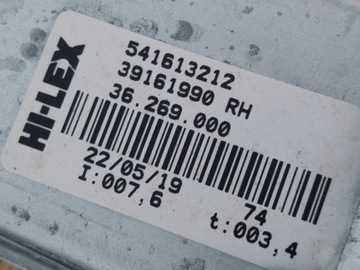 HI-LEX
541613212
39161990 RH
36.269.000
22/05/19 74
I:007,6 t:003,4